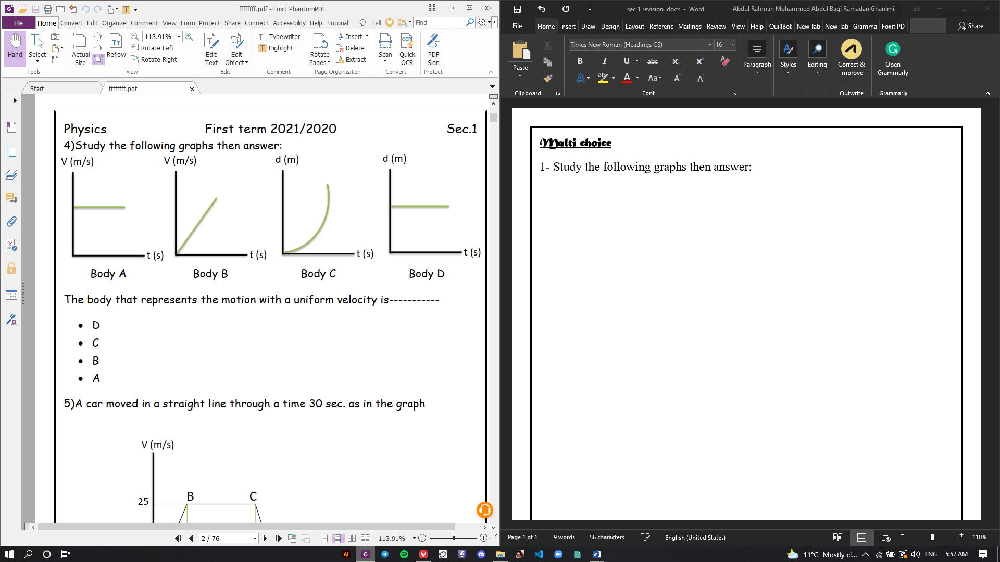 ffffffff.pdf - Foxit PhantomPDF
File Home Convert Edit Organize Comment View Form Protect Share Connect Accessibility Help Tutorial Tell Find
Hand Select Actual Size Reflow 113.91% Rotate Left Rotate Right Edit Text Edit Object Typewriter Highlight Rotate Pages Insert Delete Extract Scan Quick OCR PDF Sign
Tools View Edit Comment Page Organization Convert Protect
Start ffffffff.pdf
Physics First term 2021/2020 Sec.1
4)Study the following graphs then answer:
V (m/s) V (m/s) d (m) d (m)
t (s) t (s) t (s) t (s)
Body A Body B Body C Body D
The body that represents the motion with a uniform velocity is-----------
• D
• C
• B
• A
5)A car moved in a straight line through a time 30 sec. as in the graph
V (m/s)
B C
25
2 / 76 113.91%
sec 1 revision .docx - Word Abdul Rahman Mohammed Abdul Baqi Ramadan Ghanimi
File Home Insert Draw Design Layout Referenc Mailings Review View Help QuillBot New Tab New Tab Gramma Foxit PD Share
Paste Times New Roman (Headings CS) 16 Paragraph Styles Editing Correct & Improve Open Grammarly
B I U abc x₂ x²
A ab A Aa A A
Clipboard Font Outwrite Grammarly
Multi choice
1- Study the following graphs then answer:
Page 1 of 1 9 words 56 characters English (United States) 110%
Ai 11°C Mostly cl... ENG 5:57 AM